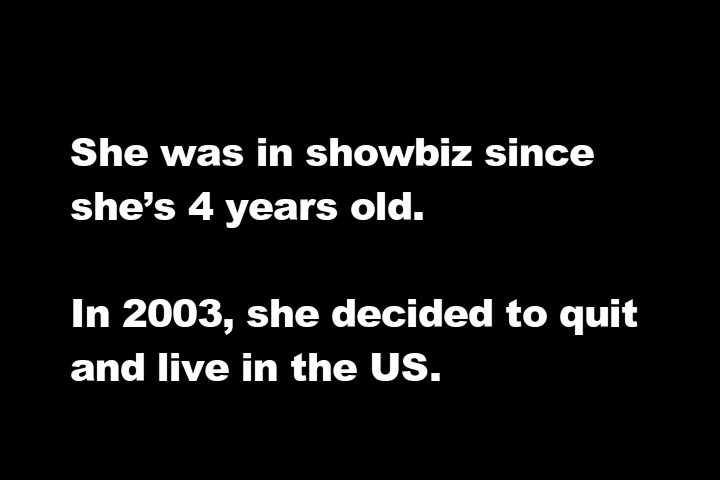 She was in showbiz since
she’s 4 years old.
In 2003, she decided to quit
and live in the US.